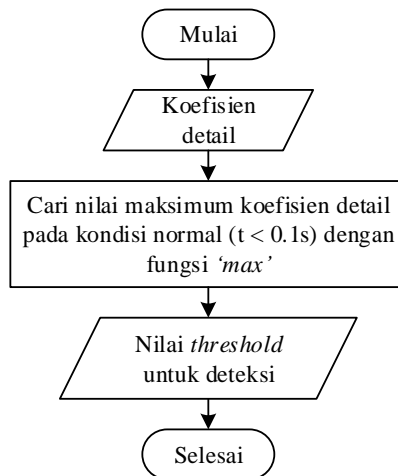 Mulai
Koefisien
detail
Cari nilai maksimum koefisien detail
pada kondisi normal (t < 0.1s) dengan
fungsi ‘max’
Nilai threshold
untuk deteksi
Selesai